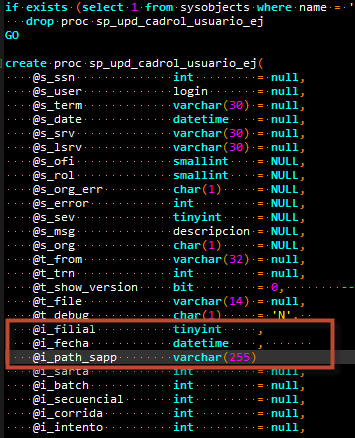 if exists (select 1 from sysobjects where name = '
drop proc sp_upd_cadrol_usuario_ej
GO
create proc sp_upd_cadrol_usuario_ej(
@s_ssn int = null,
@s_user login = null,
@s_term varchar(30) = null,
@s_date datetime = null,
@s_srv varchar(30) = null,
@s_lsrv varchar(30) = null,
@s_ofi smallint = NULL,
@s_rol smallint = NULL,
@s_org_err char(1) = NULL,
@s_error int = NULL,
@s_sev tinyint = NULL,
@s_msg descripcion = NULL,
@s_org char(1) = NULL,
@t_from varchar(32) = null,
@t_trn int = null,
@t_show_version bit = 0, --
@t_file varchar(14) = null,
@t_debug char(1) = 'N',
@i_filial tinyint ,
@i_fecha datetime ,
@i_path_sapp varchar(255)
@i_sarta int = null,
@i_batch int = null,
@i_secuencial int = null,
@i_corrida int = null,
@i_intento int = null,